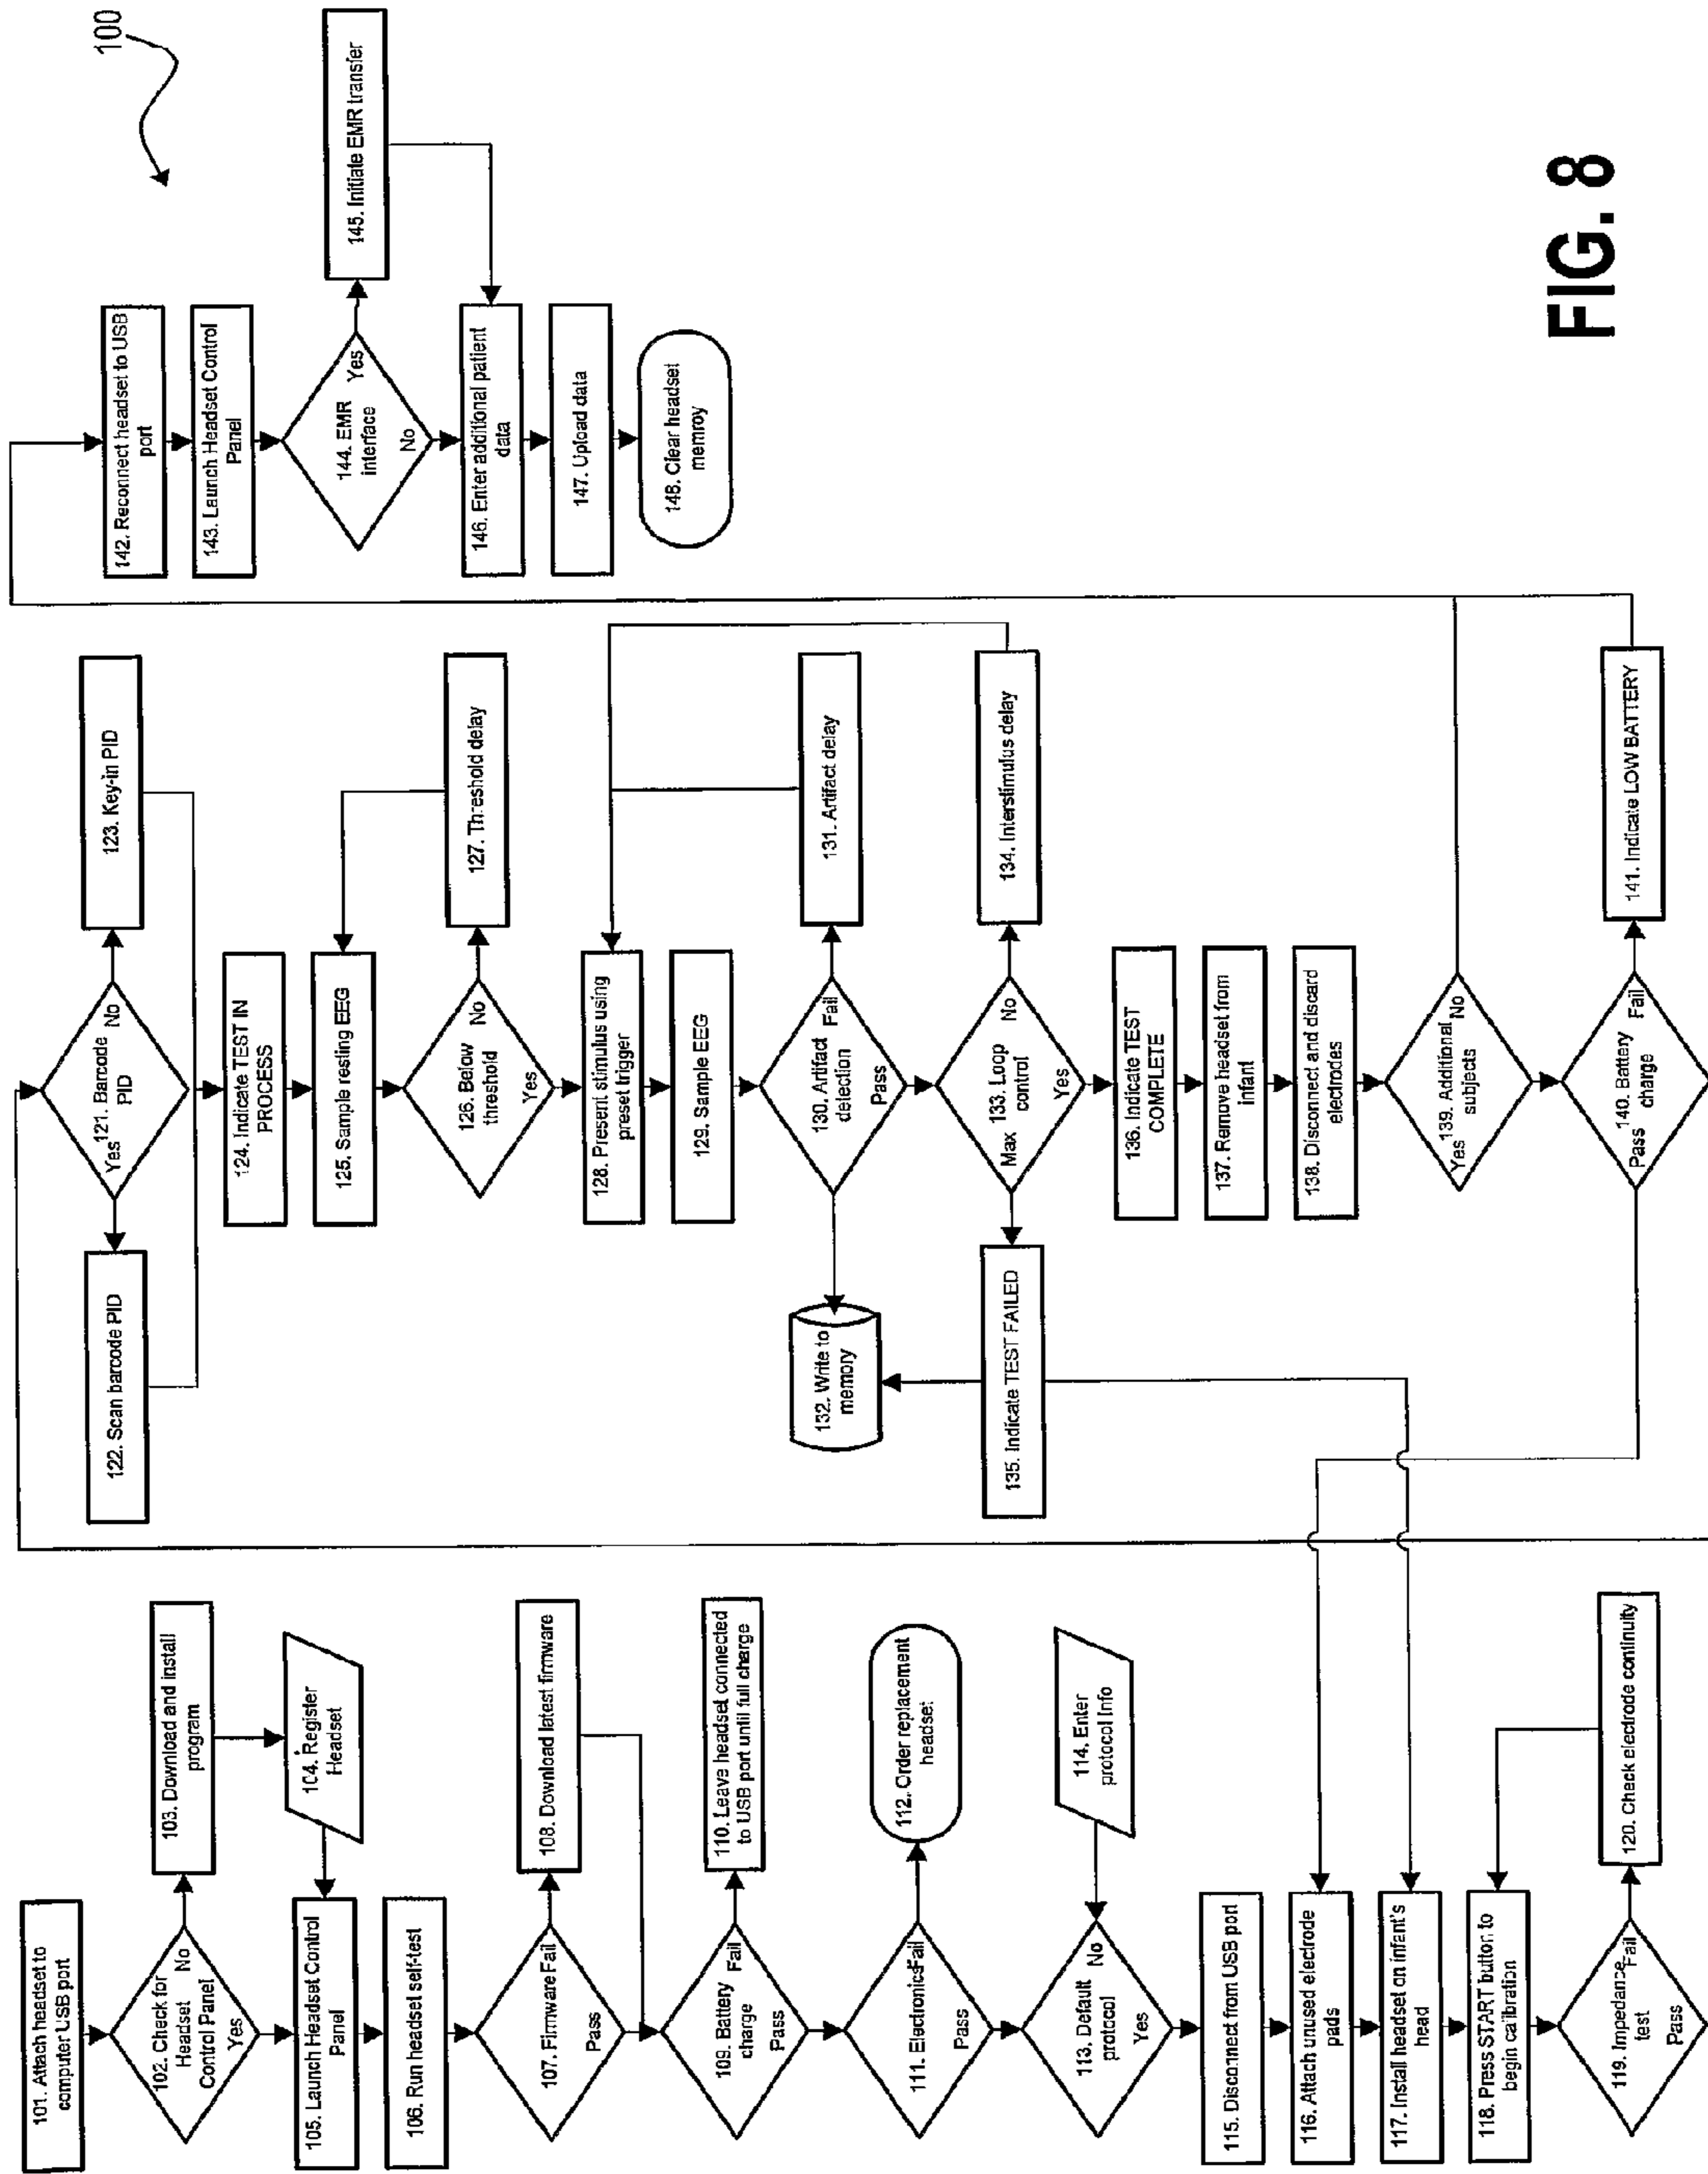 101. Attach headset to
computer USB port
102. Check for
Headset
Control Panel
No
Yes
103. Download and install
program
104. Register
Headset
105. Launch Headset Control
Panel
106. Run headset self-test
107. Firmware
Fail
Pass
108. Download latest firmware
109. Battery
charge
Fail
Pass
110. Leave headset connected
to USB port until full charge
111. Electronics
Fail
Pass
112. Order replacement
headset
113. Default
protocol
No
Yes
114. Enter
protocol Info
115. Disconnect from USB port
116. Attach unused electrode
pads
117. Install headset on infant's
head
118. Press START button to
begin calibration
119. Impedance
test
Fail
Pass
120. Check electrode continuity
121. Barcode
PID
Yes
No
122. Scan barcode PID
123. Key-in PID
124. Indicate TEST IN
PROCESS
125. Sample resting EEG
126. Below
threshold
No
Yes
127. Threshold delay
128. Present stimulus using
preset trigger
129. Sample EEG
130. Artifact
detection
Fail
Pass
131. Artifact delay
132. Write to
memory
133. Loop
control
Max
No
Yes
134. Interstimulus delay
135. Indicate TEST FAILED
136. Indicate TEST
COMPLETE
137. Remove headset from
infant
138. Disconnect and discard
electrodes
139. Additional
subjects
Yes
No
140. Battery
charge
Pass
Fail
141. Indicate LOW BATTERY
142. Reconnect headset to USB
port
143. Launch Headset Control
Panel
144. EMR
interface
Yes
No
145. Initiate EMR transfer
146. Enter additional patient
data
147. Upload data
148. Clear headset
memroy
100
FIG. 8